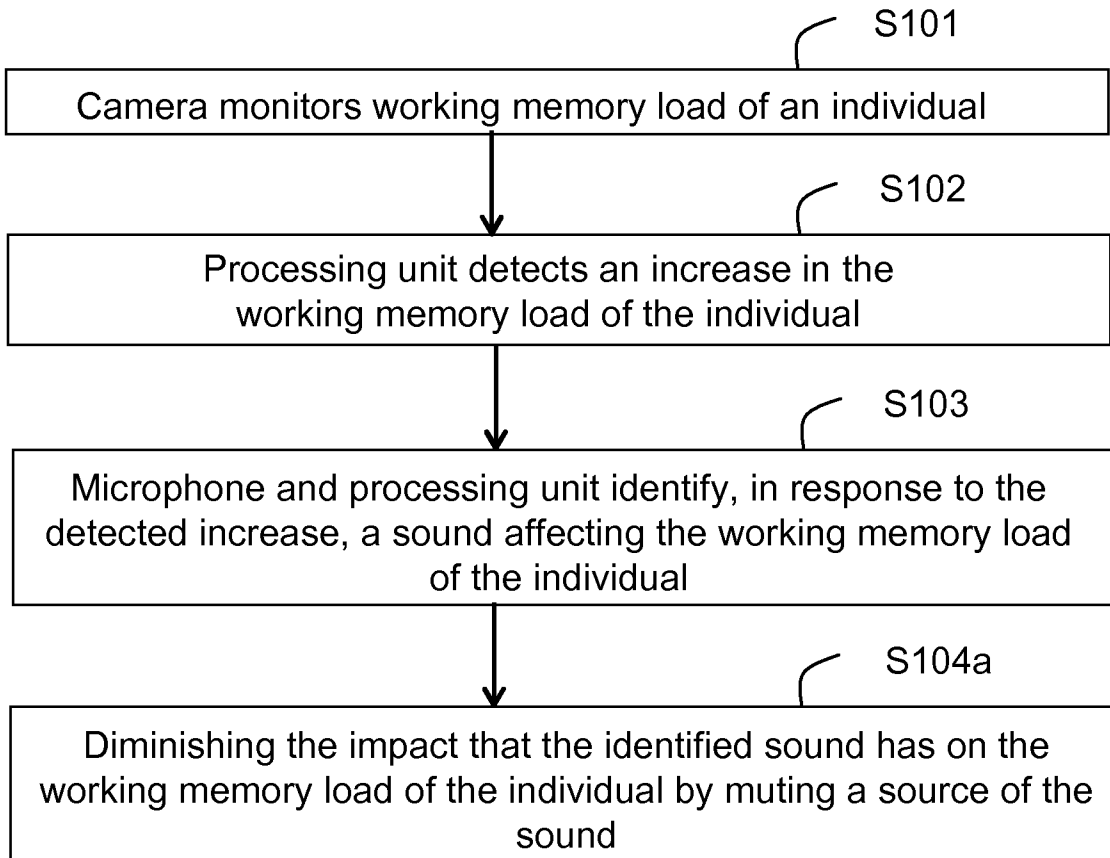 S101
Camera monitors working memory load of an individual
S102
Processing unit detects an increase in the
working memory load of the individual
S103
Microphone and processing unit identify, in response to the
detected increase, a sound affecting the working memory load
of the individual
S104a
Diminishing the impact that the identified sound has on the
working memory load of the individual by muting a source of the
sound